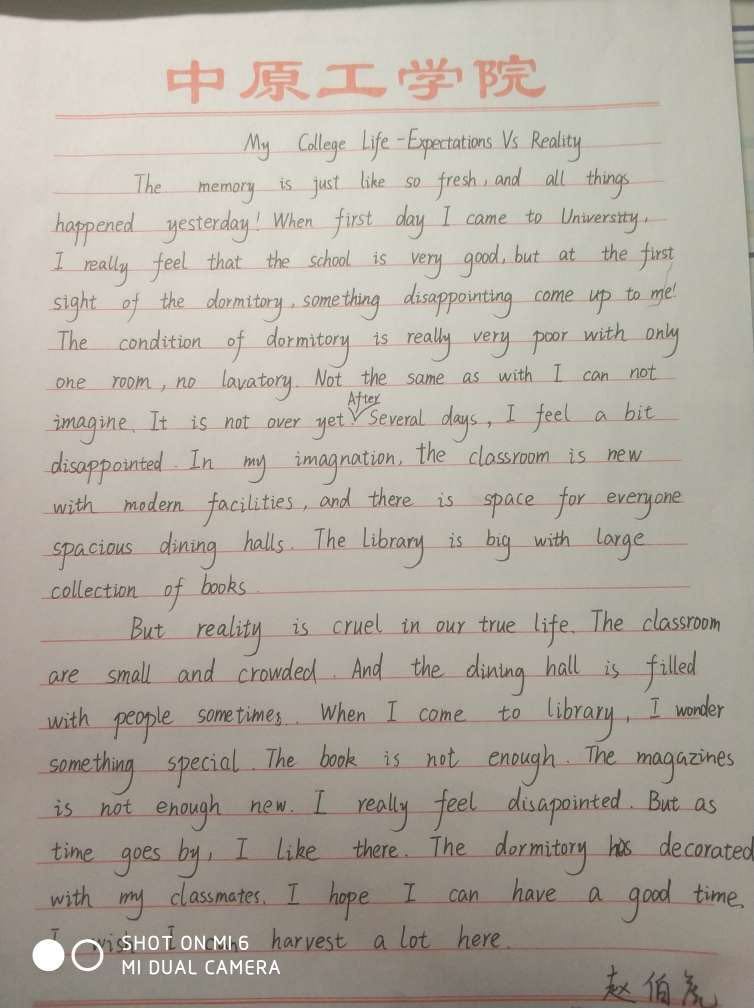 中原工学院
My College Life - Expectations Vs Reality
The memory is just like so fresh, and all things
happened yesterday! When first day I came to University,
I really feel that the school is very good, but at the first
sight of the dormitory, something disappointing come up to me!
The condition of dormitory is really very poor with only
one room, no lavatory. Not the same as with I can not
imagine. It is not over yet. After Several days, I feel a bit
disappointed. In my imagnation, the classroom is new
with modern facilities, and there is space for everyone
spacious dining halls. The library is big with large
collection of books.
But reality is cruel in our true life. The classroom
are small and crowded. And the dining hall is filled
with people sometimes. When I come to library, I wonder
something special. The book is not enough. The magazines
is not enough new. I really feel disapointed. But as
time goes by, I like there. The dormitory is decorated
with my classmates. I hope I can have a good time.
I wish I can harvest a lot here.
赵伯
SHOT ON MI 6
MI DUAL CAMERA